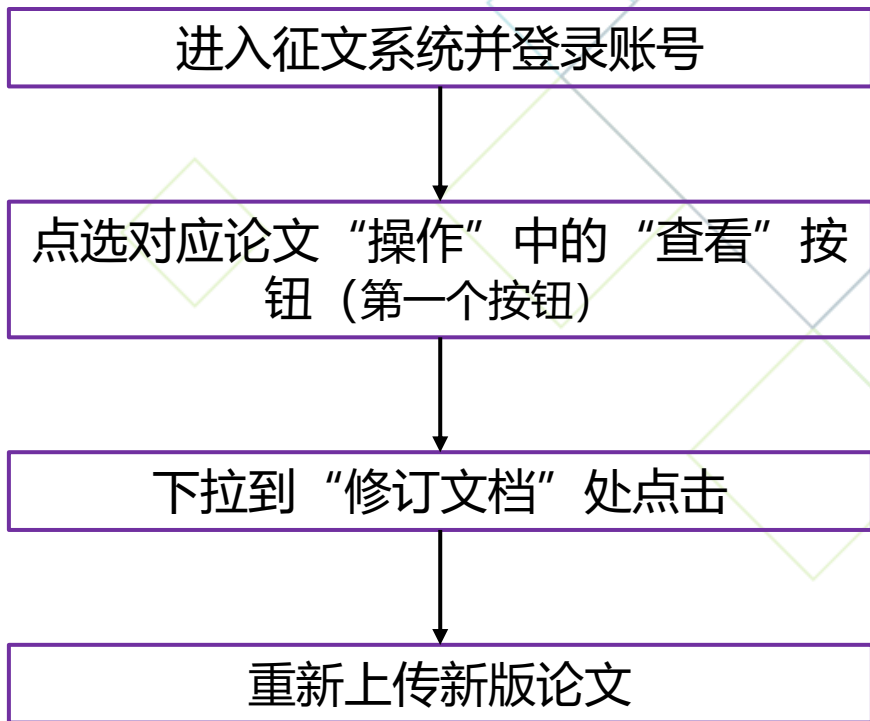 进入征文系统并登录账号
点选对应论文“操作”中的“查看”按
钮（第一个按钮）
下拉到“修订文档”处点击
重新上传新版论文